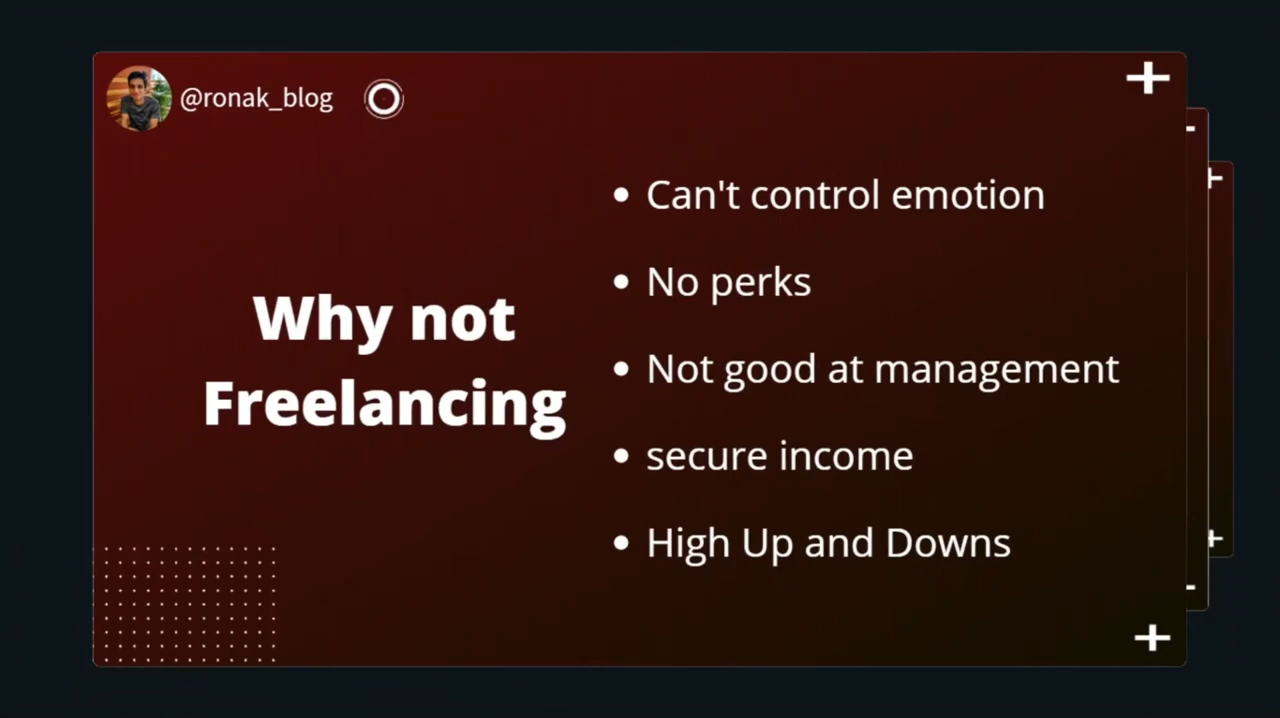 @ronak_blog
Why not
Freelancing
• Can't control emotion
• No perks
• Not good at management
• secure income
• High Up and Downs